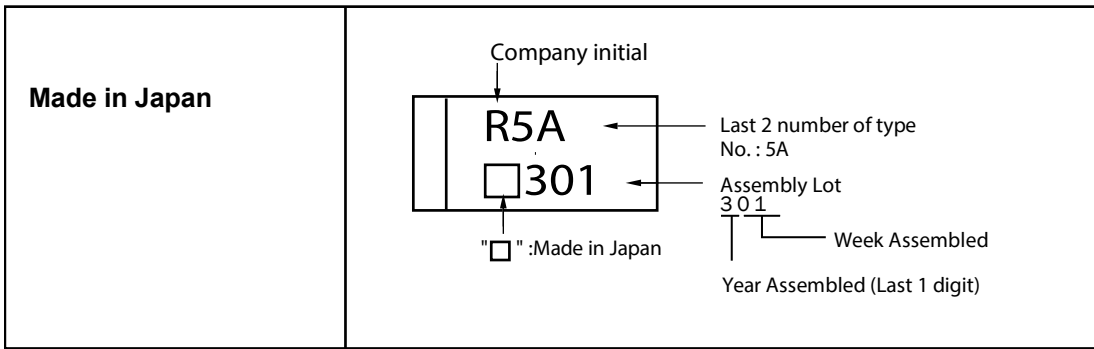 Made in Japan
Company initial
R5A
□301
"□ " :Made in Japan
Last 2 number of type
No. : 5A
Assembly Lot
301
Week Assembled
Year Assembled (Last 1 digit)